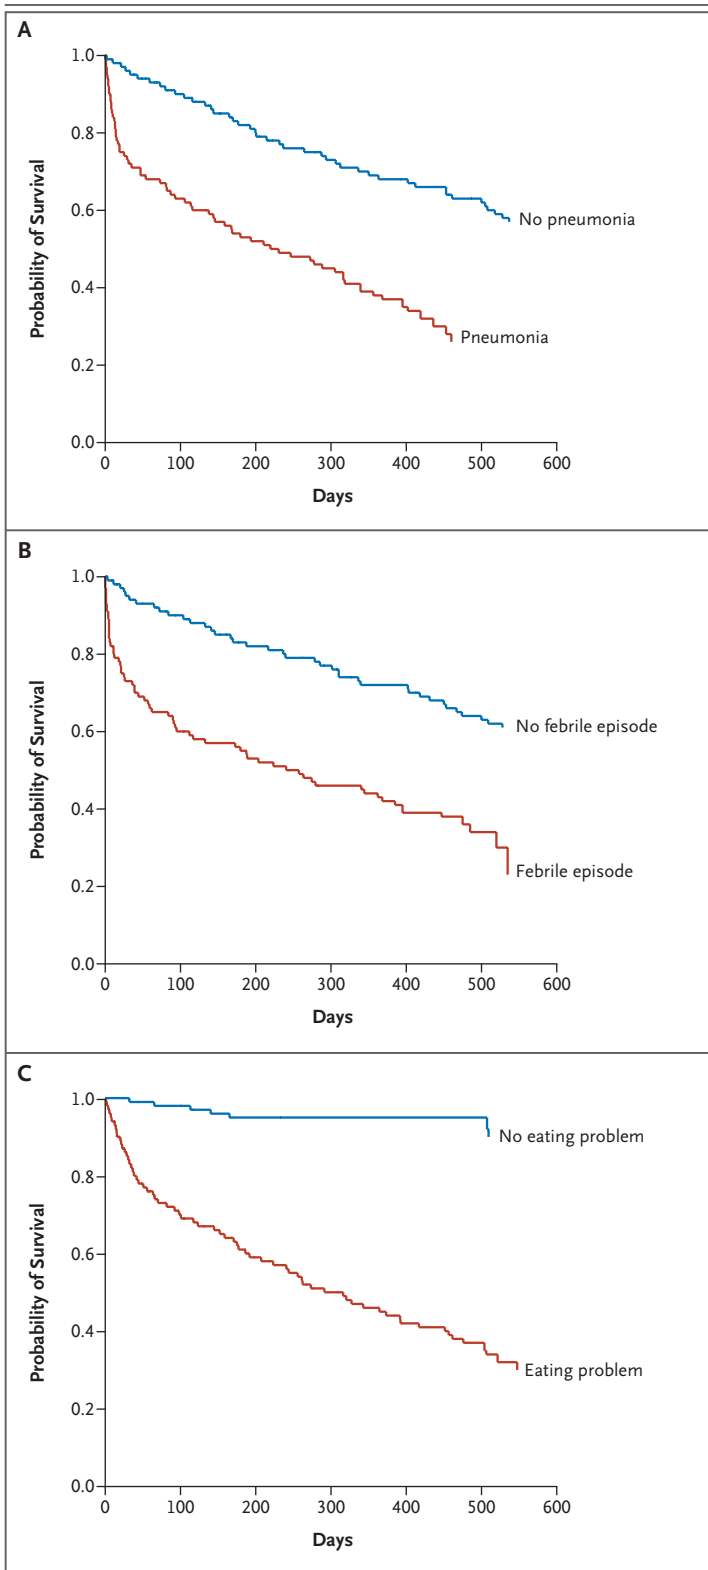 A
1.0
0.8
0.6
0.4
0.2
0.0
Probability of Survival
No pneumonia
Pneumonia
0 100 200 300 400 500 600
Days
B
1.0
0.8
0.6
0.4
0.2
0.0
Probability of Survival
No febrile episode
Febrile episode
0 100 200 300 400 500 600
Days
C
1.0
0.8
0.6
0.4
0.2
0.0
Probability of Survival
No eating problem
Eating problem
0 100 200 300 400 500 600
Days